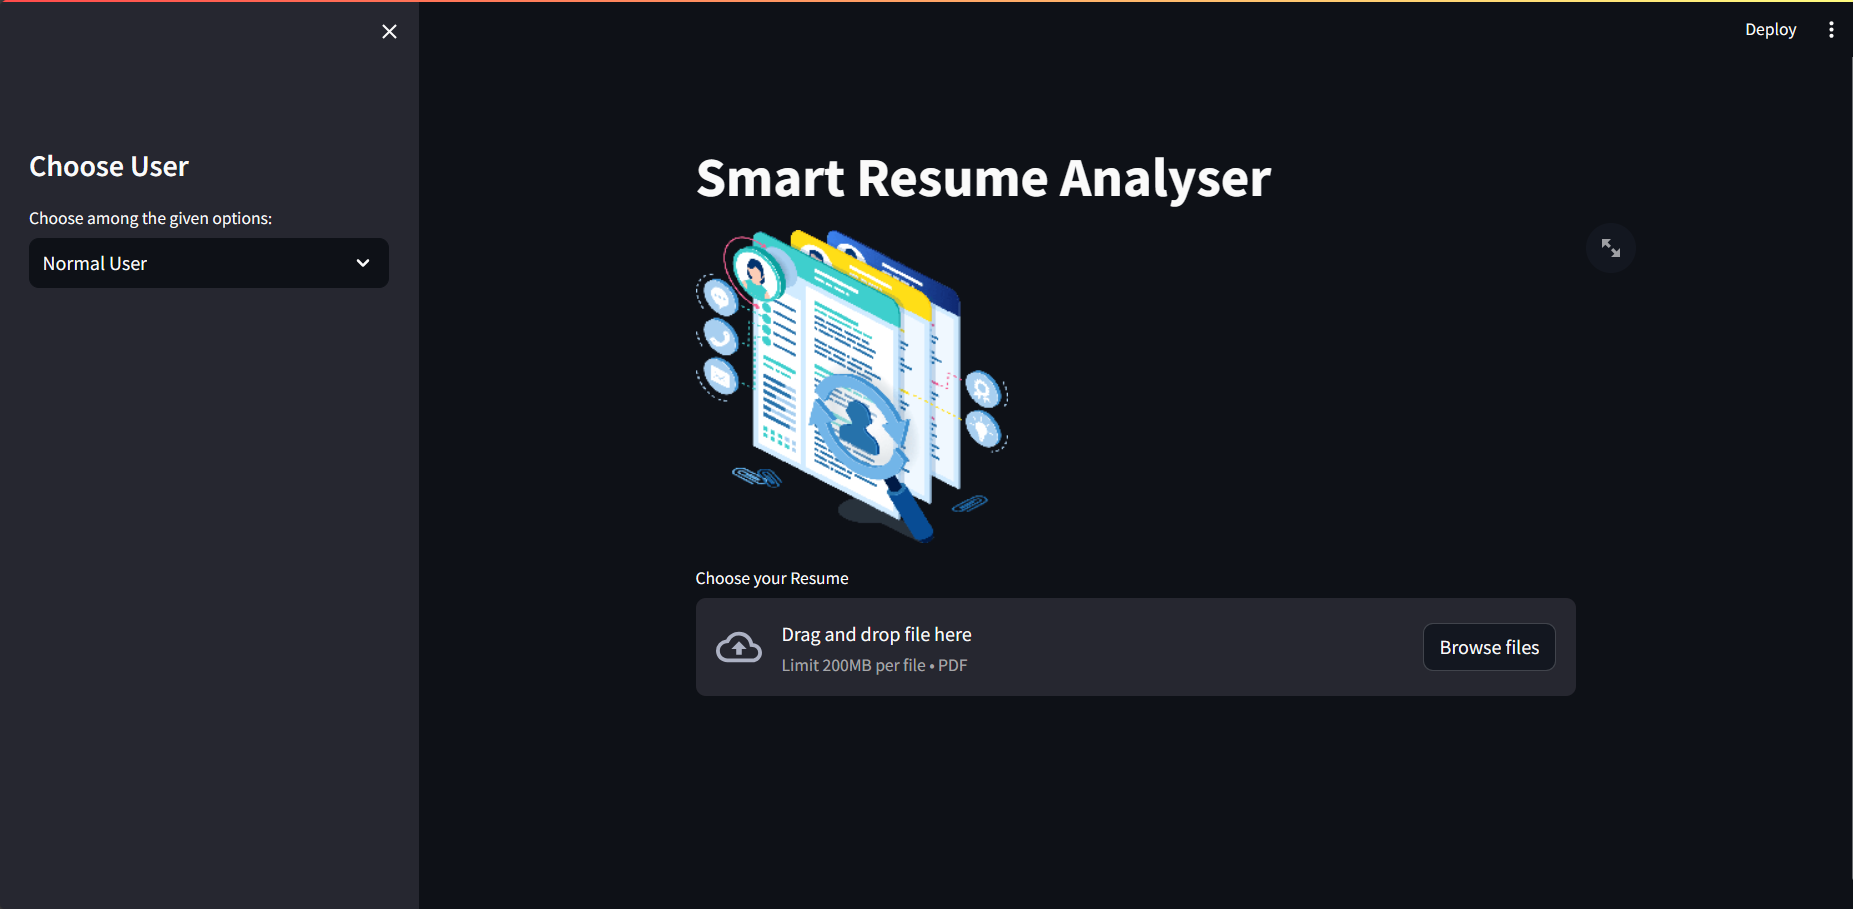 Deploy
Choose User
Choose among the given options:
Normal User
Smart Resume Analyser
Choose your Resume
Drag and drop file here
Limit 200MB per file • PDF
Browse files